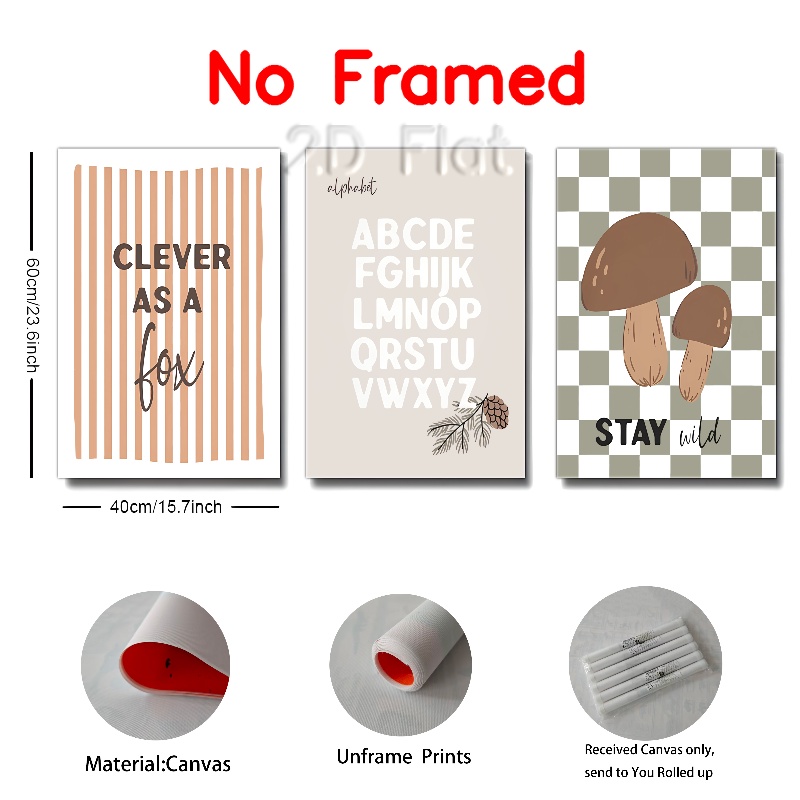 No Framed
2D Flat
60cm/23.6inch
CLEVER
AS A
fox
40cm/15.7inch
alphabet
ABCDE
FGHIJK
LMNÓP
QRSTU
VWXYZ
STAY wild
Material:Canvas
Unframe Prints
Received Canvas only,
send to You Rolled up